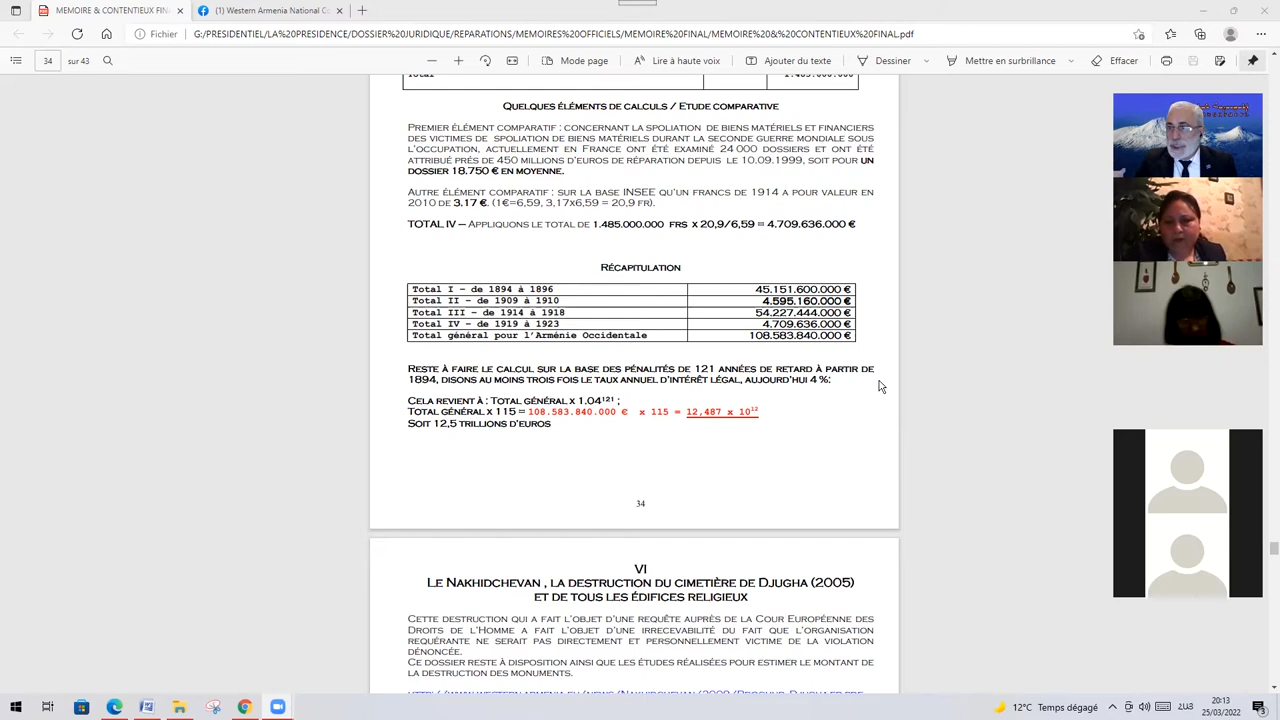 MEMOIRE & CONTENTIEUX FINAL
(1) Western Armenia National Co
Fichier
G:/PRESIDENTIEL/LA%20PRESIDENCE/DOSSIER%20JURIDIQUE/REPARATIONS/MEMOIRES%20OFFICIELS/MEMOIRE%20FINAL/MEMOIRE%20&%20CONTENTIEUX%20FINAL.pdf
34 sur 43
Mode page
Lire à haute voix
Ajouter du texte
Dessiner
Mettre en surbrillance
Effacer
Total 1.485.000.000
Quelques éléments de calculs / Etude comparative
Premier élément comparatif : concernant la spoliation de biens matériels et financiers
des victimes de spoliation de biens matériels durant la seconde guerre mondiale sous
l'occupation, actuellement en France ont été examiné 24 000 dossiers et ont été
attribué prés de 450 millions d'euros de réparation depuis le 10.09.1999, soit pour un
dossier 18.750 € en moyenne.
Autre élément comparatif : sur la base INSEE qu'un francs de 1914 a pour valeur en
2010 de 3.17 €. (1€=6,59, 3,17x6,59 = 20,9 fr).
TOTAL IV – Appliquons le total de 1.485.000.000 frs x 20,9/6,59 = 4.709.636.000 €
Récapitulation
Total I – de 1894 à 1896 45.151.600.000 €
Total II – de 1909 à 1910 4.595.160.000 €
Total III – de 1914 à 1918 54.227.444.000 €
Total IV – de 1919 à 1923 4.709.636.000 €
Total général pour l'Arménie Occidentale 108.583.840.000 €
Reste à faire le calcul sur la base des pénalités de 121 années de retard à partir de
1894, disons au moins trois fois le taux annuel d'intérêt légal, aujourd'hui 4 %:
Cela revient à : Total général x 1.04¹²¹ ;
Total général x 115 = 108.583.840.000 € x 115 = 12,487 x 10¹²
Soit 12,5 trillions d'euros
34
VI
Le Nakhidchevan , la destruction du cimetière de Djugha (2005)
et de tous les édifices religieux
Cette destruction qui a fait l'objet d'une requête auprès de la Cour Européenne des
Droits de l'Homme a fait l'objet d'une irrecevabilité du fait que l'organisation
requérante ne serait pas directement et personnellement victime de la violation
dénoncée.
Ce dossier reste à disposition ainsi que les études réalisées pour estimer le montant de
la destruction des monuments.
12°C Temps dégagé
ՀԱՅ
20:13
25/03/2022